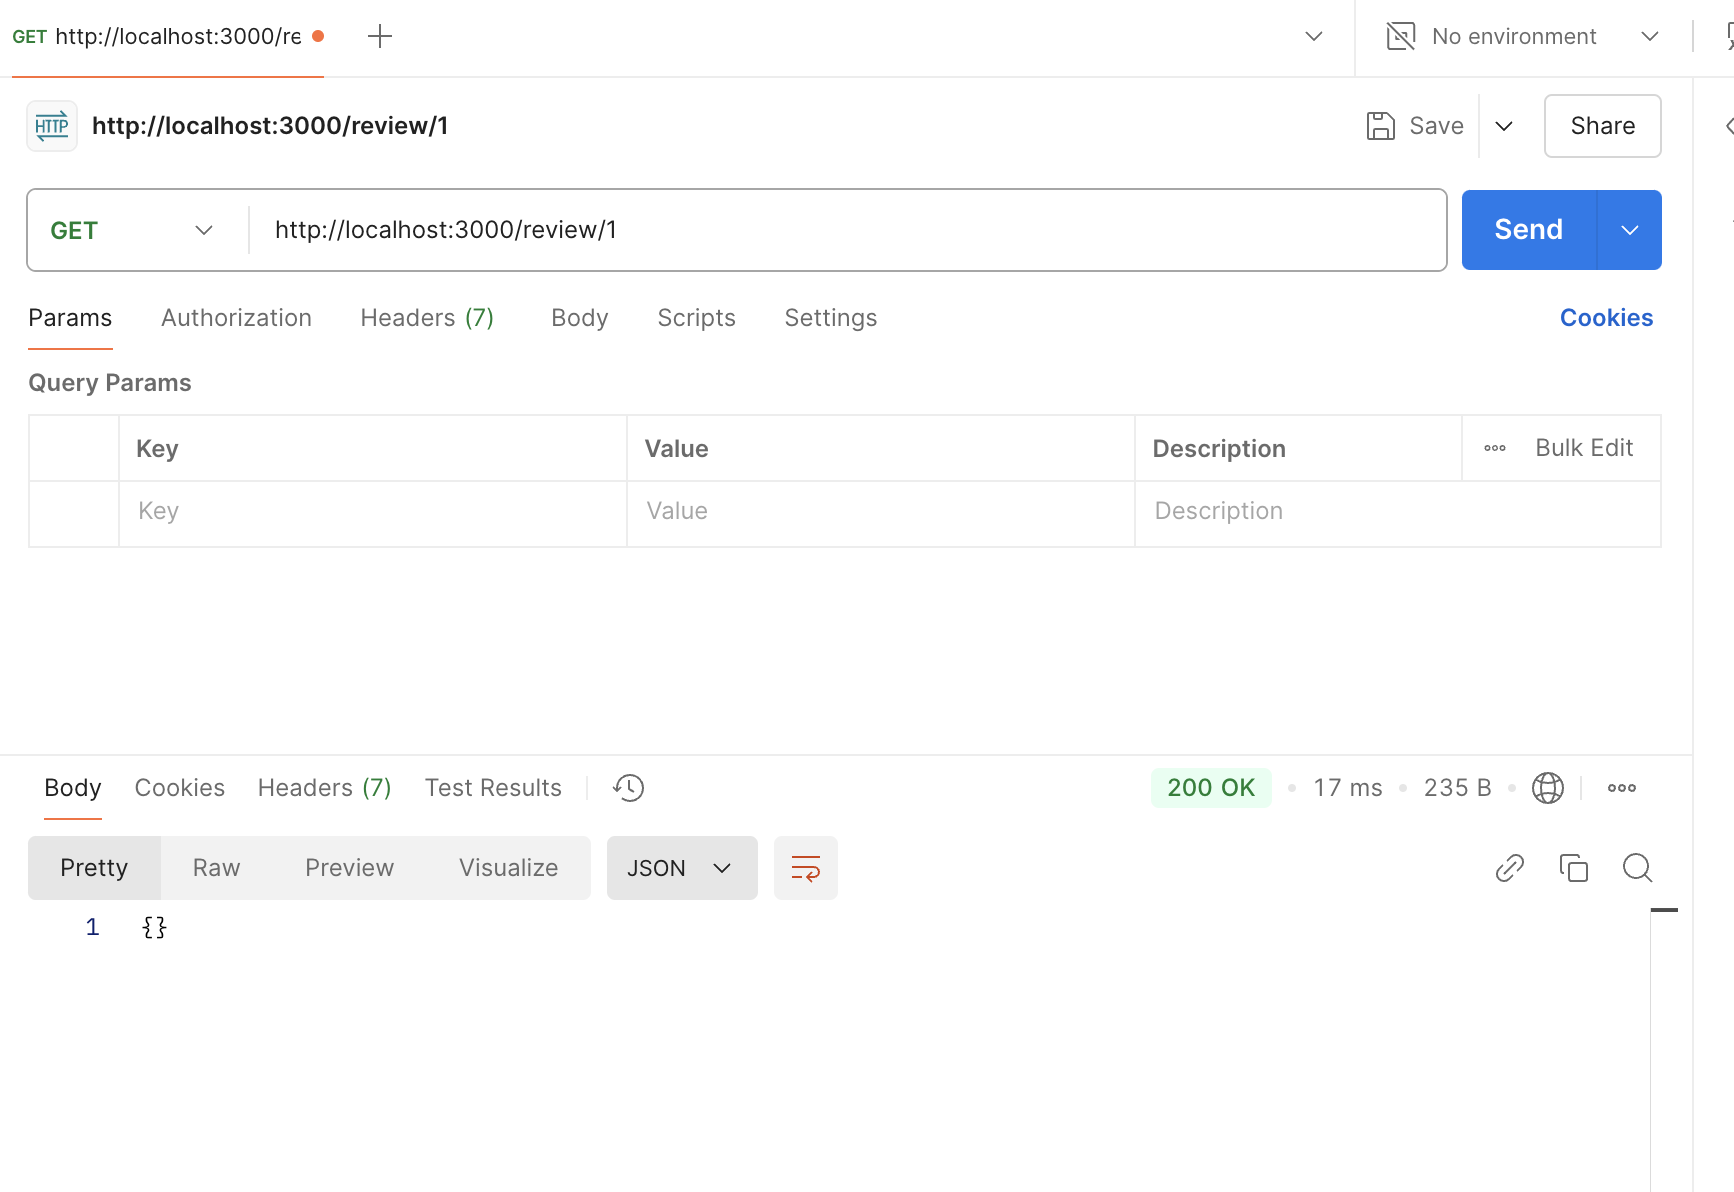 GET http://localhost:3000/re
No environment
HTTP http://localhost:3000/review/1
Save
Share
GET http://localhost:3000/review/1
Send
Params Authorization Headers (7) Body Scripts Settings Cookies
Query Params
Key Value Description Bulk Edit
Key Value Description
Body Cookies Headers (7) Test Results 200 OK 17 ms 235 B
Pretty Raw Preview Visualize JSON
1 {}